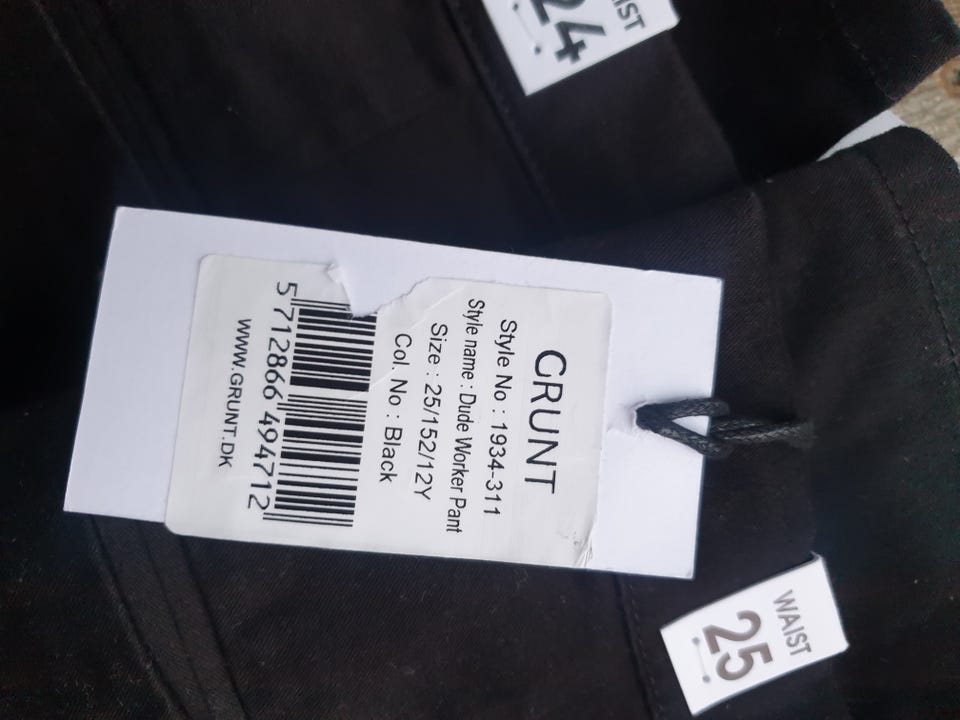 GRUNT
Style No : 1934-311
Style name : Dude Worker Pant
Size : 25/152/12Y
Col. No : Black
5 712866 494712
WWW.GRUNT.DK
WAIST
25
24